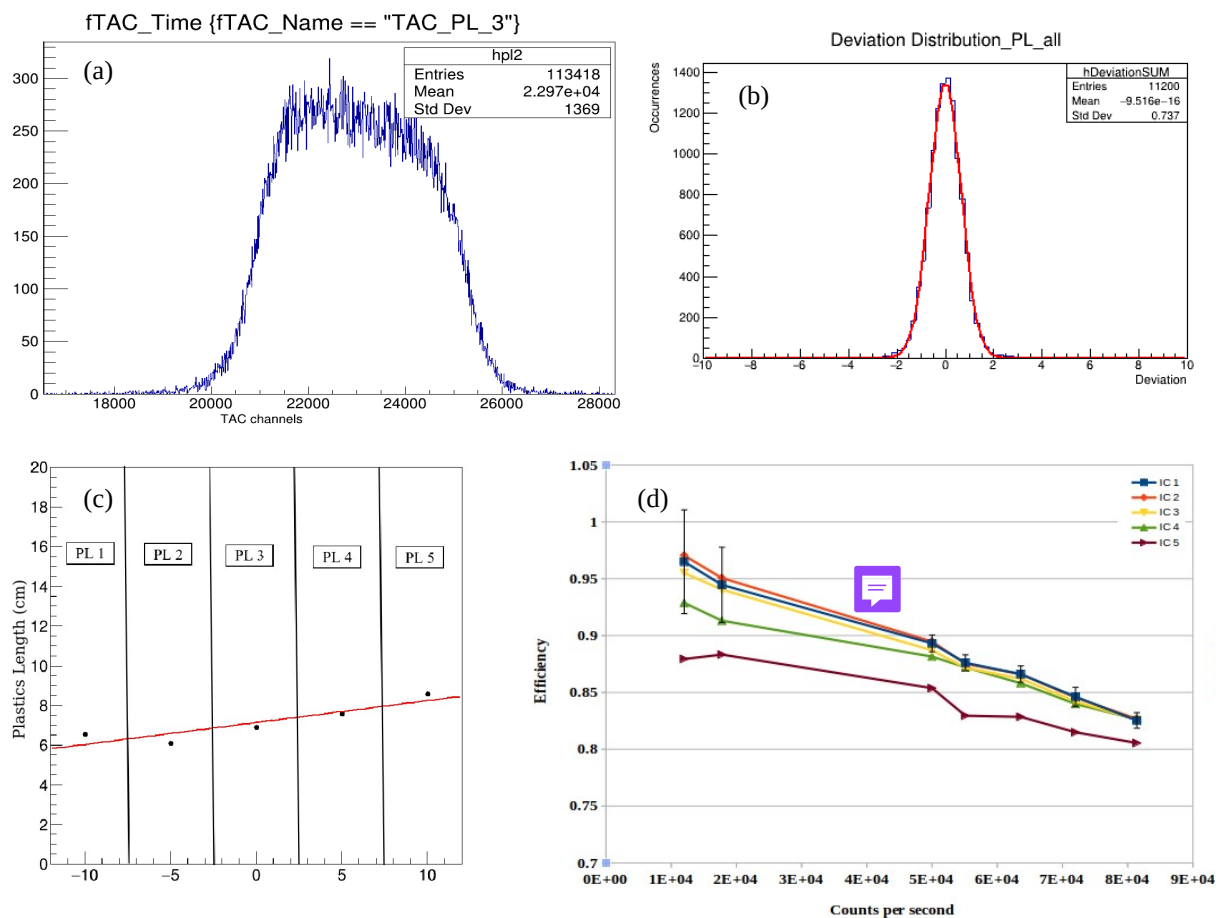 fTAC_Time {fTAC_Name == "TAC_PL_3"}
(a)
hpl2
Entries 113418
Mean 2.297e+04
Std Dev 1369
300
250
200
150
100
50
0
18000 20000 22000 24000 26000 28000
TAC channels
Deviation Distribution_PL_all
(b)
hDeviationSUM
Entries 11200
Mean −9.516e−16
Std Dev 0.737
Occurrences
1400
1200
1000
800
600
400
200
0
−10 −8 −6 −4 −2 0 2 4 6 8 10
Deviation
(c)
Plastics Length (cm)
20
18
16
14
12
10
8
6
4
2
0
PL 1 PL 2 PL 3 PL 4 PL 5
−10 −5 0 5 10
(d)
IC 1
IC 2
IC 3
IC 4
IC 5
Efficiency
1.05
1
0.95
0.9
0.85
0.8
0.75
0.7
0E+00 1E+04 2E+04 3E+04 4E+04 5E+04 6E+04 7E+04 8E+04 9E+04
Counts per second